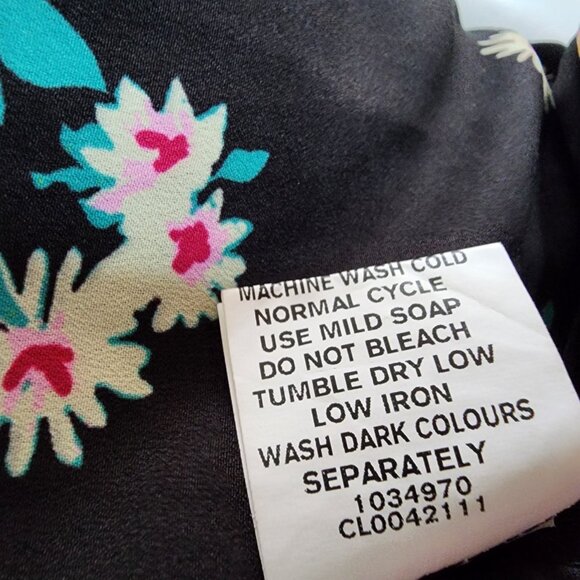 MACHINE WASH COLD
NORMAL CYCLE
USE MILD SOAP
DO NOT BLEACH
TUMBLE DRY LOW
LOW IRON
WASH DARK COLOURS
SEPARATELY
1034970
CL0042111